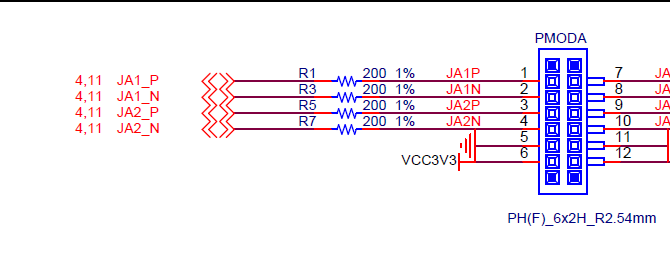 PMODA
4,11 JA1_P R1 200 1% JA1P 1 7 JA
4,11 JA1_N R3 200 1% JA1N 2 8 JA
4,11 JA2_P R5 200 1% JA2P 3 9 JA
4,11 JA2_N R7 200 1% JA2N 4 10 JA
5 11
VCC3V3 6 12
PH(F)_6x2H_R2.54mm